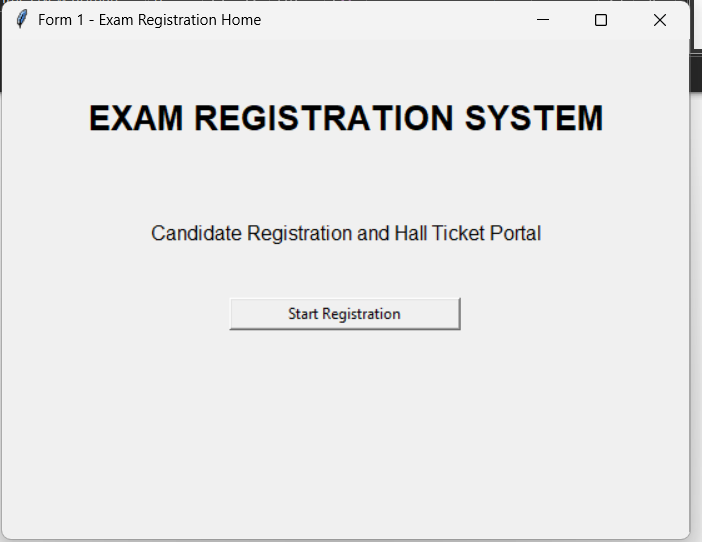 Form 1 - Exam Registration Home
EXAM REGISTRATION SYSTEM
Candidate Registration and Hall Ticket Portal
Start Registration